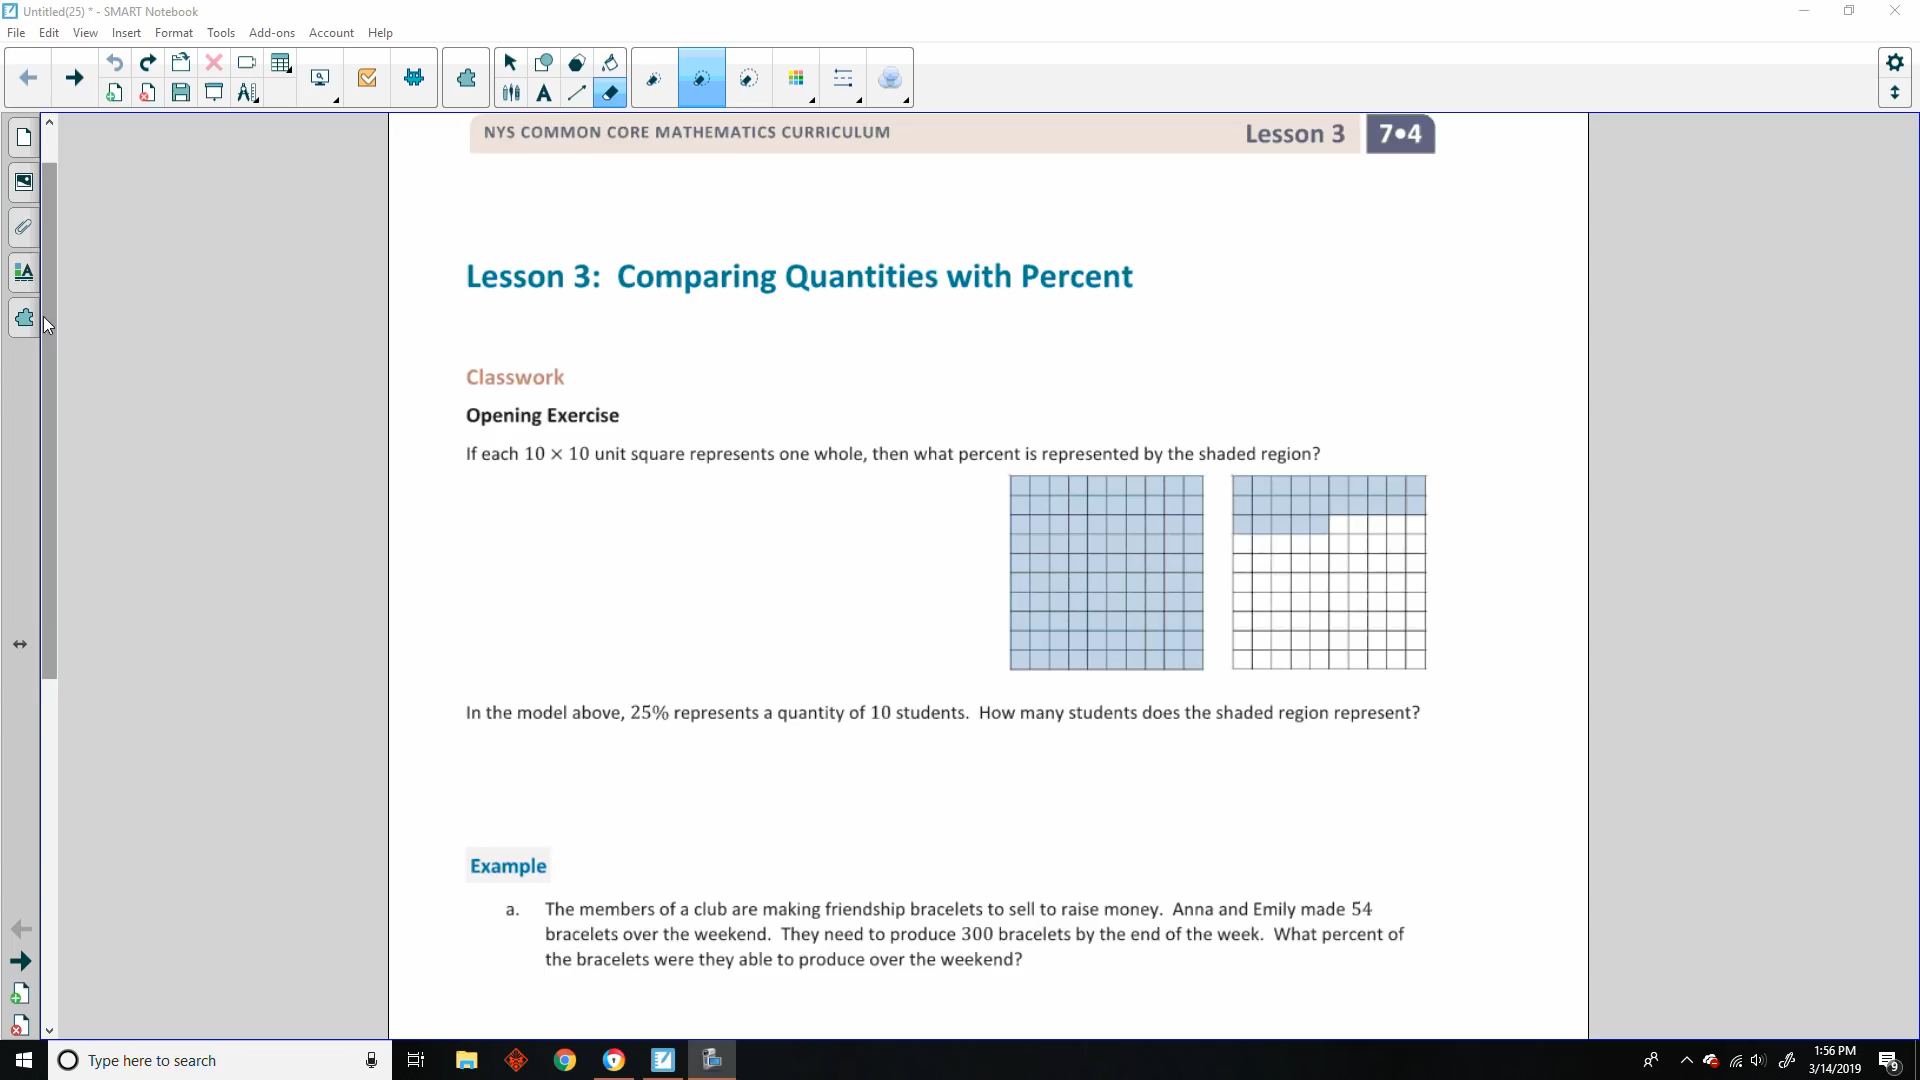 Untitled(25) * - SMART Notebook
File Edit View Insert Format Tools Add-ons Account Help
NYS COMMON CORE MATHEMATICS CURRICULUM Lesson 3 7•4
Lesson 3: Comparing Quantities with Percent
Classwork
Opening Exercise
If each 10 × 10 unit square represents one whole, then what percent is represented by the shaded region?
In the model above, 25% represents a quantity of 10 students. How many students does the shaded region represent?
Example
a. The members of a club are making friendship bracelets to sell to raise money. Anna and Emily made 54
bracelets over the weekend. They need to produce 300 bracelets by the end of the week. What percent of
the bracelets were they able to produce over the weekend?
Type here to search
1:56 PM
3/14/2019
9